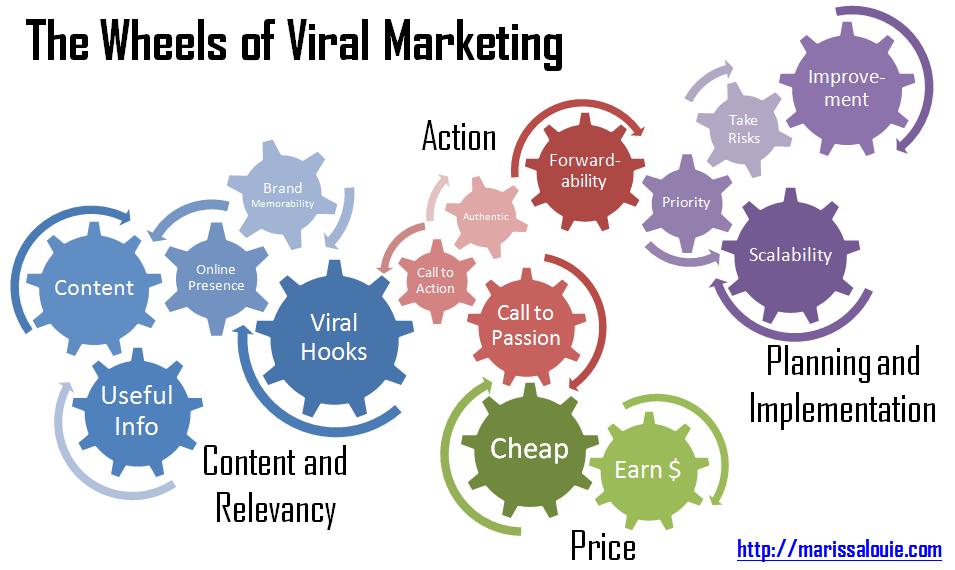 The Wheels of Viral Marketing
Content
Useful
Info
Online
Presence
Brand
Memorability
Viral
Hooks
Content and
Relevancy
Action
Call to
Action
Authentic
Forward-
ability
Call to
Passion
Cheap
Earn $
Price
Priority
Take
Risks
Improve-
ment
Scalability
Planning and
Implementation
http://marissalouie.com